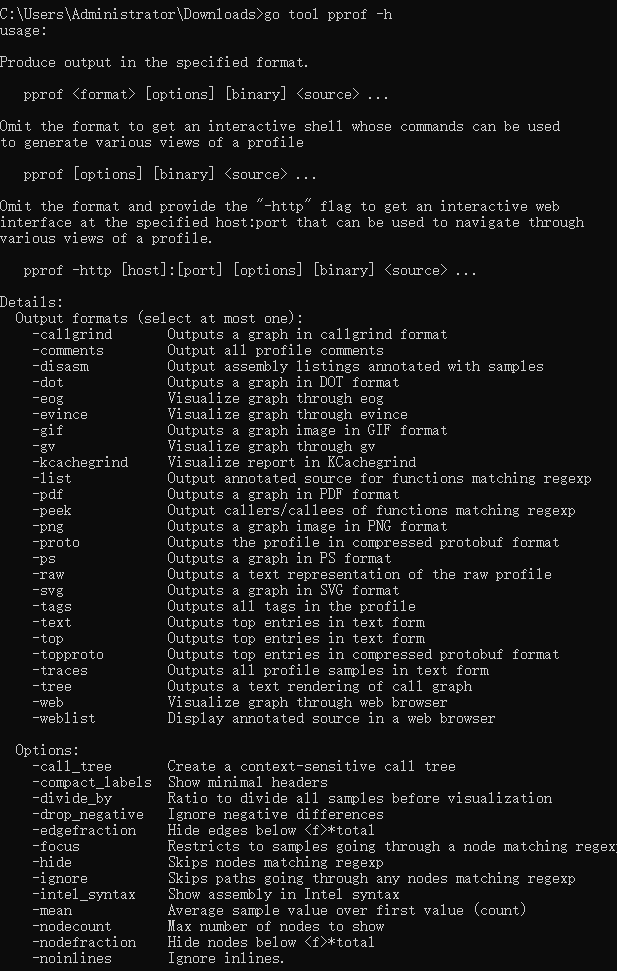 C:\Users\Administrator\Downloads>go tool pprof -h
usage:
Produce output in the specified format.
pprof <format> [options] [binary] <source> ...
Omit the format to get an interactive shell whose commands can be used
to generate various views of a profile
pprof [options] [binary] <source> ...
Omit the format and provide the "-http" flag to get an interactive web
interface at the specified host:port that can be used to navigate through
various views of a profile.
pprof -http [host]:[port] [options] [binary] <source> ...
Details:
Output formats (select at most one):
-callgrind Outputs a graph in callgrind format
-comments Output all profile comments
-disasm Output assembly listings annotated with samples
-dot Outputs a graph in DOT format
-eog Visualize graph through eog
-evince Visualize graph through evince
-gif Outputs a graph image in GIF format
-gv Visualize graph through gv
-kcachegrind Visualize report in KCachegrind
-list Output annotated source for functions matching regexp
-pdf Outputs a graph in PDF format
-peek Output callers/callees of functions matching regexp
-png Outputs a graph image in PNG format
-proto Outputs the profile in compressed protobuf format
-ps Outputs a graph in PS format
-raw Outputs a text representation of the raw profile
-svg Outputs a graph in SVG format
-tags Outputs all tags in the profile
-text Outputs top entries in text form
-top Outputs top entries in text form
-topproto Outputs top entries in compressed protobuf format
-traces Outputs all profile samples in text form
-tree Outputs a text rendering of call graph
-web Visualize graph through web browser
-weblist Display annotated source in a web browser
Options:
-call_tree Create a context-sensitive call tree
-compact_labels Show minimal headers
-divide_by Ratio to divide all samples before visualization
-drop_negative Ignore negative differences
-edgefraction Hide edges below <f>*total
-focus Restricts to samples going through a node matching regexp
-hide Skips nodes matching regexp
-ignore Skips paths going through any nodes matching regexp
-intel_syntax Show assembly in Intel syntax
-mean Average sample value over first value (count)
-nodecount Max number of nodes to show
-nodefraction Hide nodes below <f>*total
-noinlines Ignore inlines.